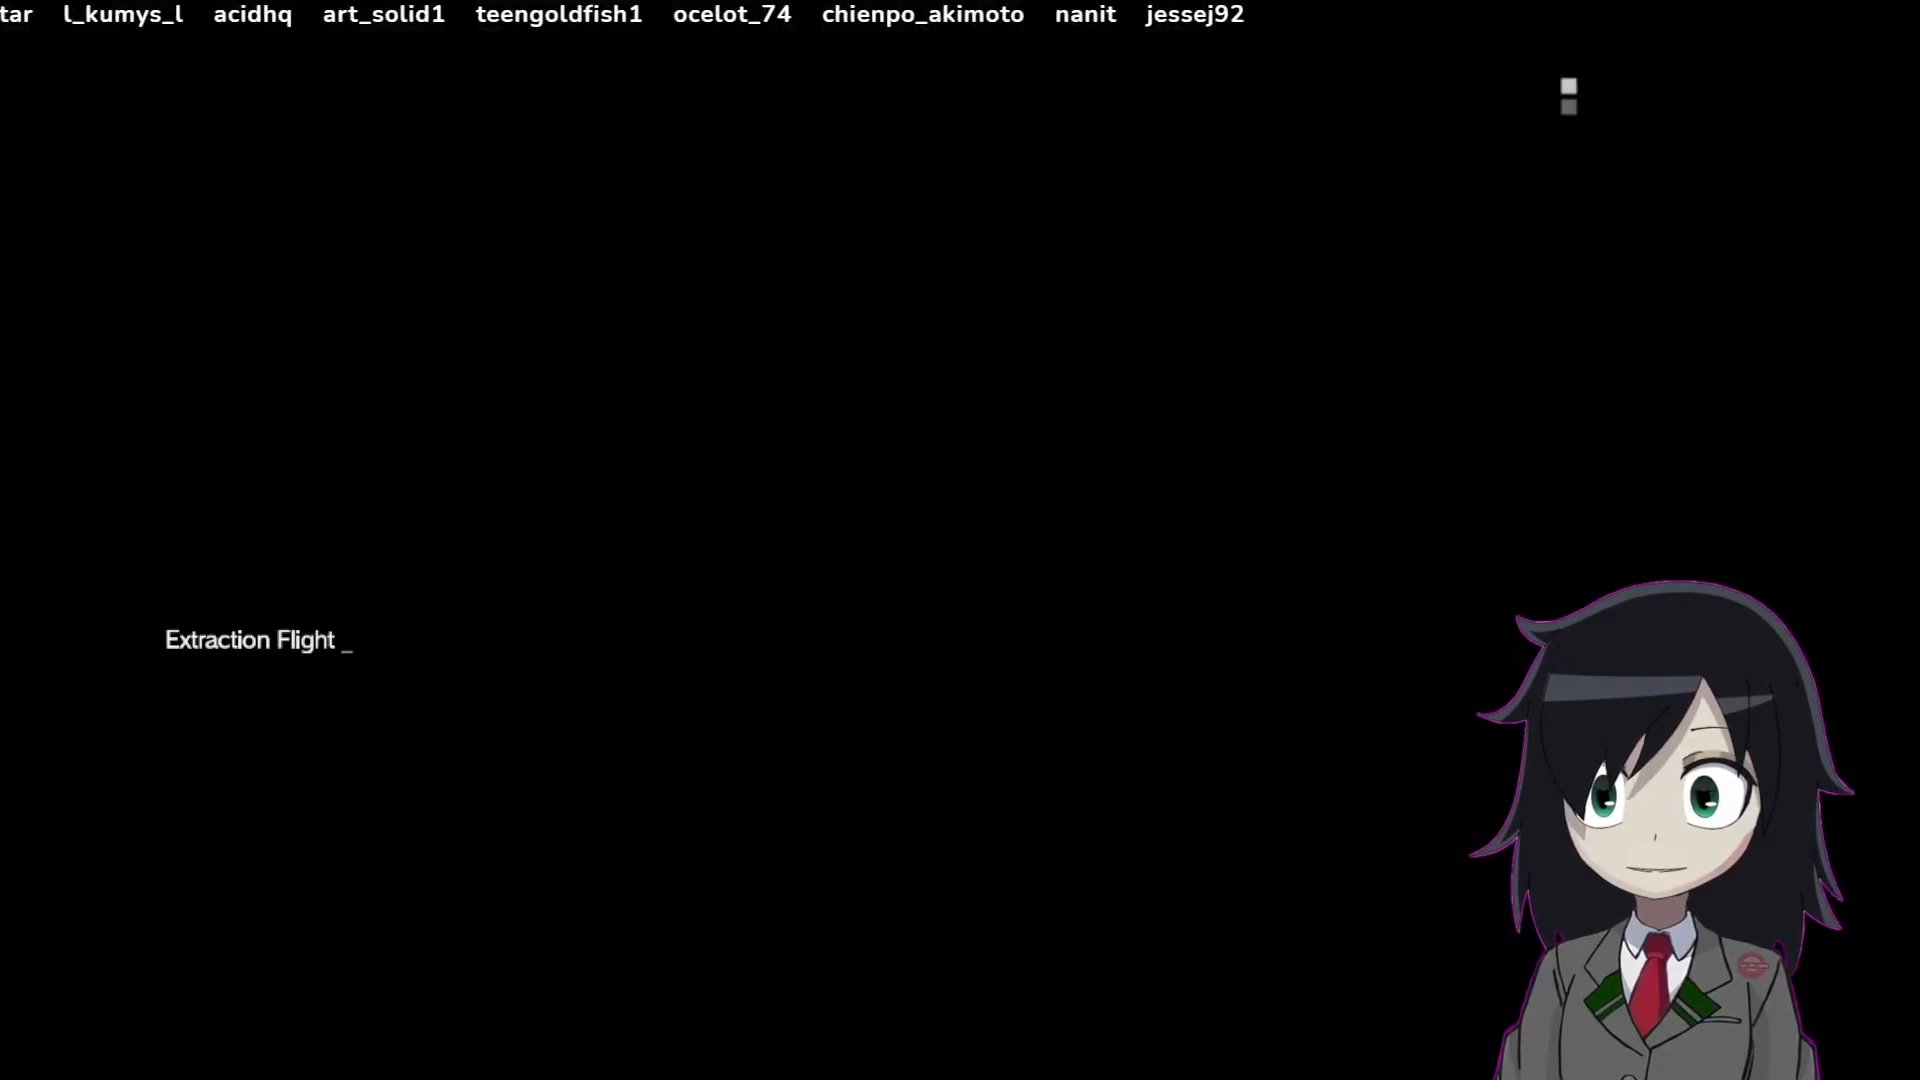 tar l_kumys_l acidhq art_solid1 teengoldfish1 ocelot_74 chienpo_akimoto nanit jessej92
Extraction Flight _